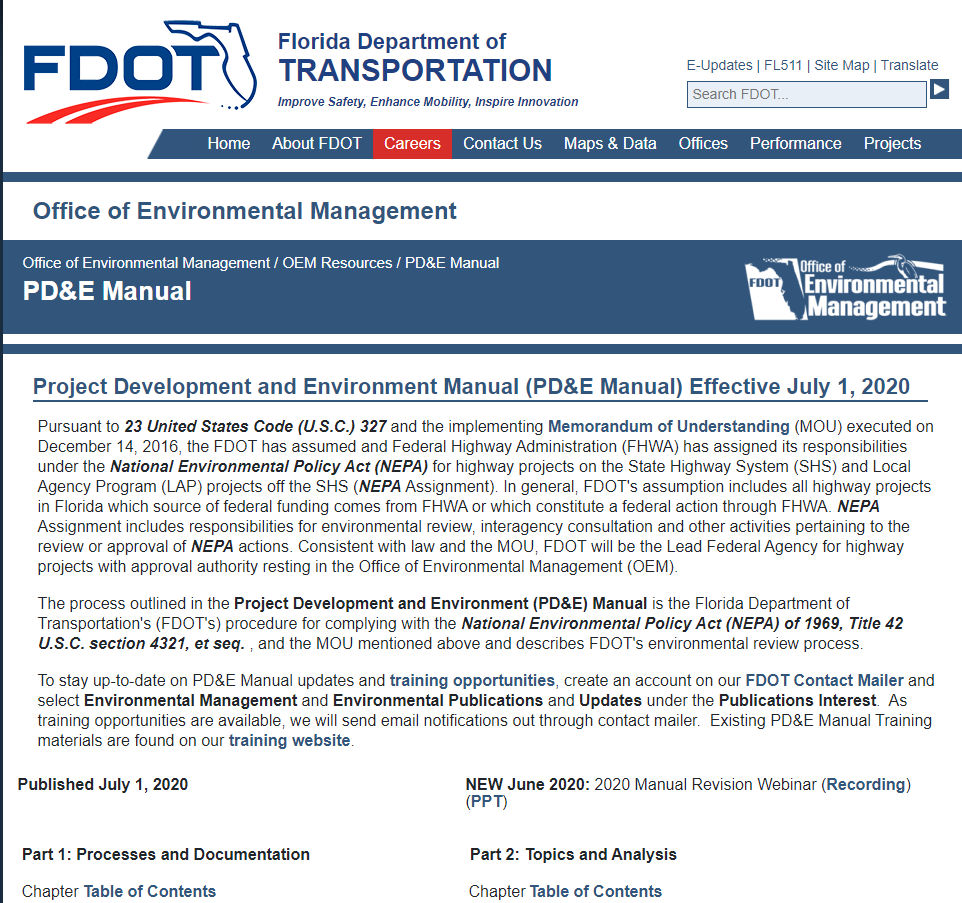 FDOT
Florida Department of
TRANSPORTATION
Improve Safety, Enhance Mobility, Inspire Innovation
E-Updates | FL511 | Site Map | Translate
Search FDOT...
Home About FDOT Careers Contact Us Maps & Data Offices Performance Projects
Office of Environmental Management
Office of Environmental Management / OEM Resources / PD&E Manual
PD&E Manual
FDOT
Office of
Environmental
Management
Project Development and Environment Manual (PD&E Manual) Effective July 1, 2020
Pursuant to 23 United States Code (U.S.C.) 327 and the implementing Memorandum of Understanding (MOU) executed on
December 14, 2016, the FDOT has assumed and Federal Highway Administration (FHWA) has assigned its responsibilities
under the National Environmental Policy Act (NEPA) for highway projects on the State Highway System (SHS) and Local
Agency Program (LAP) projects off the SHS (NEPA Assignment). In general, FDOT's assumption includes all highway projects
in Florida which source of federal funding comes from FHWA or which constitute a federal action through FHWA. NEPA
Assignment includes responsibilities for environmental review, interagency consultation and other activities pertaining to the
review or approval of NEPA actions. Consistent with law and the MOU, FDOT will be the Lead Federal Agency for highway
projects with approval authority resting in the Office of Environmental Management (OEM).
The process outlined in the Project Development and Environment (PD&E) Manual is the Florida Department of
Transportation's (FDOT's) procedure for complying with the National Environmental Policy Act (NEPA) of 1969, Title 42
U.S.C. section 4321, et seq. , and the MOU mentioned above and describes FDOT's environmental review process.
To stay up-to-date on PD&E Manual updates and training opportunities, create an account on our FDOT Contact Mailer and
select Environmental Management and Environmental Publications and Updates under the Publications Interest. As
training opportunities are available, we will send email notifications out through contact mailer. Existing PD&E Manual Training
materials are found on our training website.
Published July 1, 2020
NEW June 2020: 2020 Manual Revision Webinar (Recording)
(PPT)
Part 1: Processes and Documentation
Part 2: Topics and Analysis
Chapter Table of Contents
Chapter Table of Contents